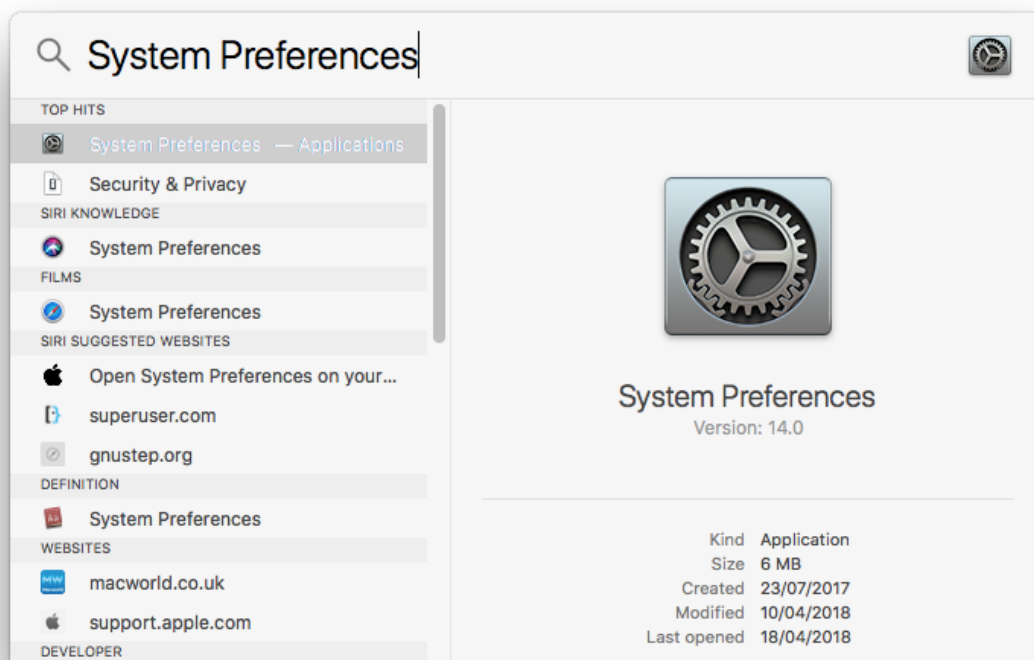 System Preferences
TOP HITS
System Preferences — Applications
Security & Privacy
SIRI KNOWLEDGE
System Preferences
FILMS
System Preferences
SIRI SUGGESTED WEBSITES
Open System Preferences on your...
superuser.com
gnustep.org
DEFINITION
System Preferences
WEBSITES
MW
macworld.co.uk
support.apple.com
DEVELOPER
System Preferences
Version: 14.0
Kind Application
Size 6 MB
Created 23/07/2017
Modified 10/04/2018
Last opened 18/04/2018